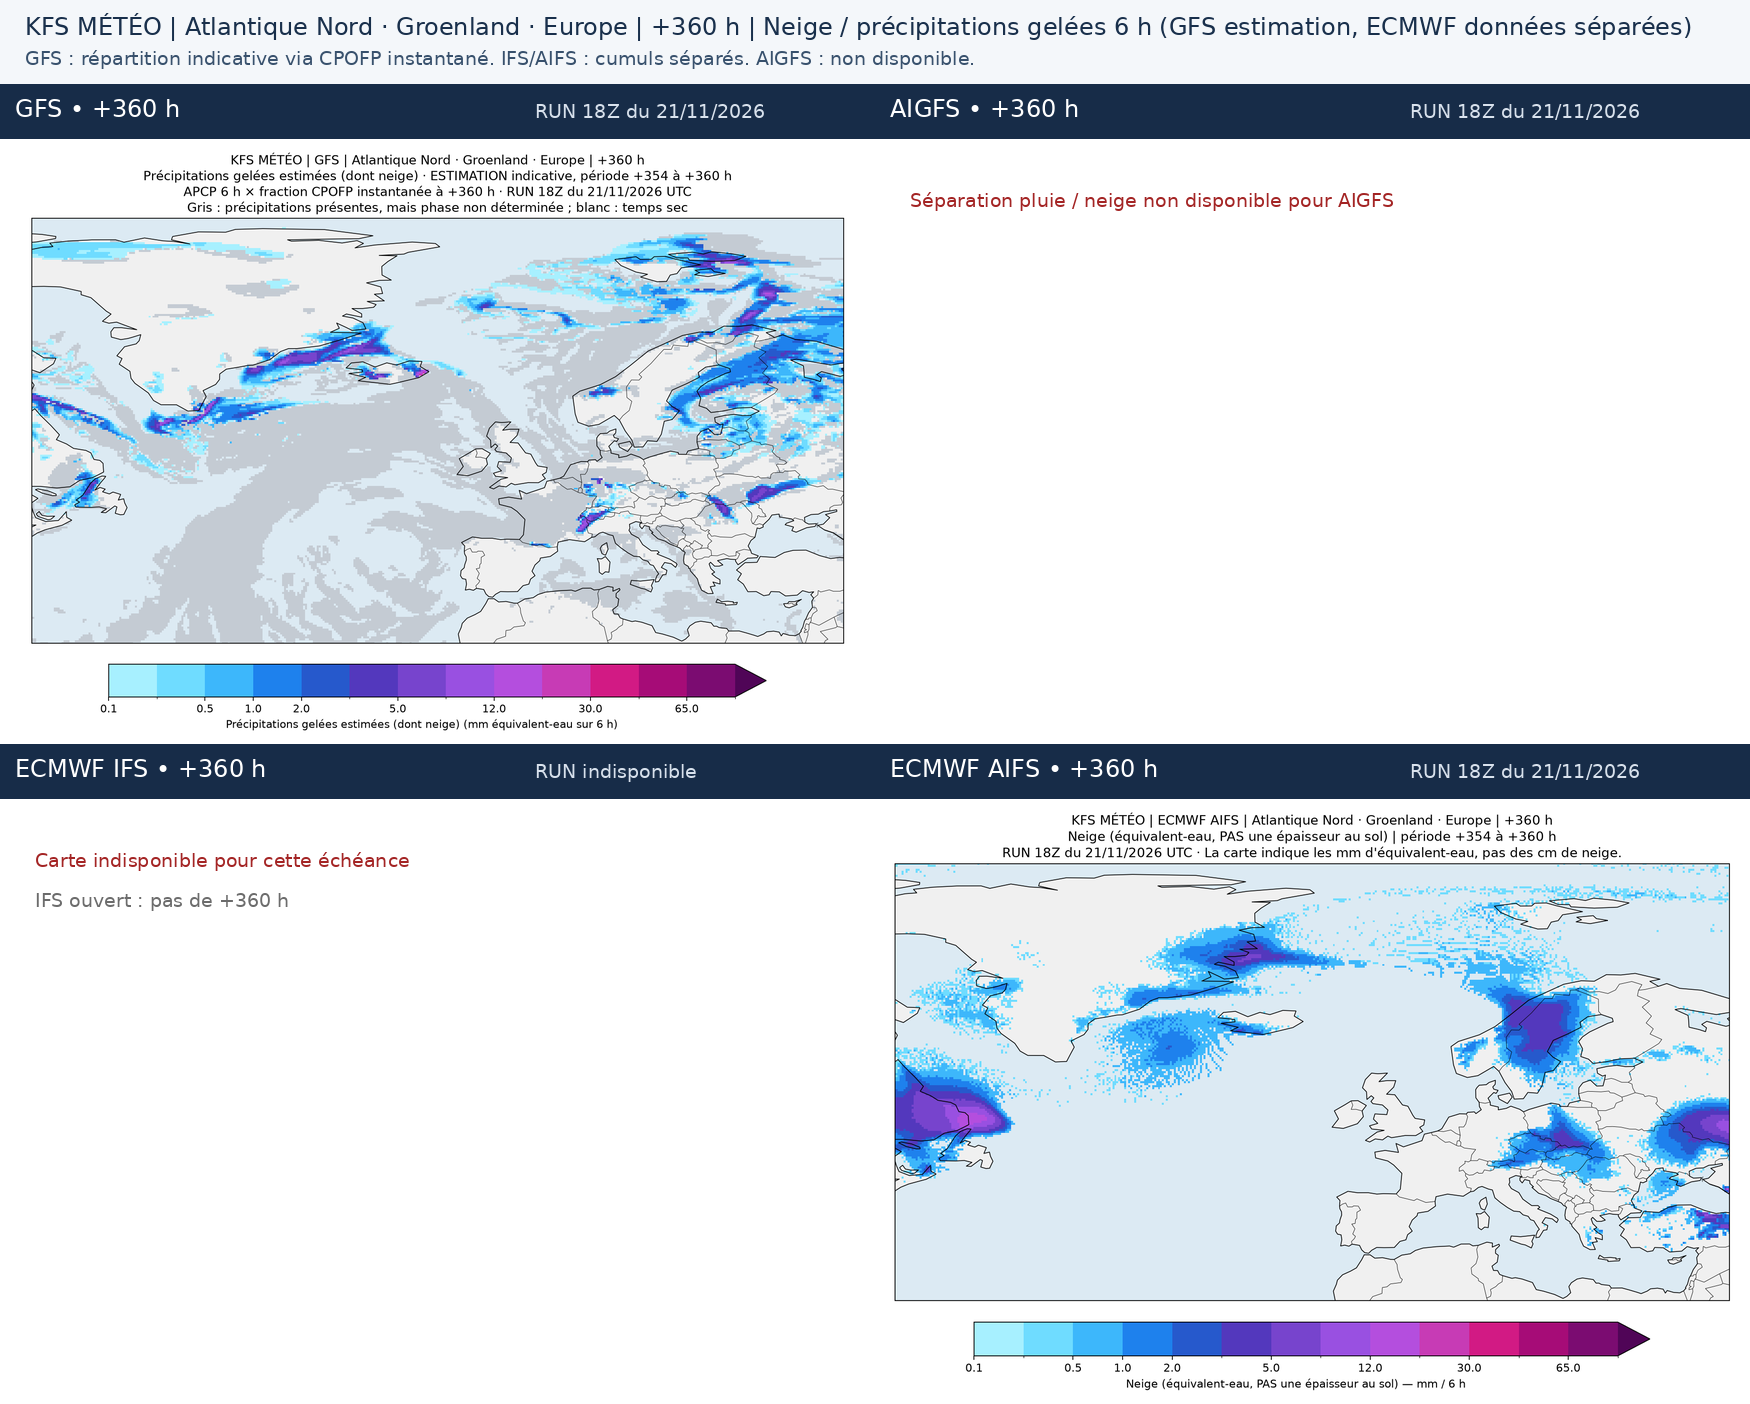 KFS MÉTÉO | Atlantique Nord · Groenland · Europe | +360 h | Neige / précipitations gelées 6 h (GFS estimation, ECMWF données séparées)
GFS : répartition indicative via CPOFP instantané. IFS/AIFS : cumuls séparés. AIGFS : non disponible.
GFS • +360 h
RUN 18Z du 21/11/2026
KFS MÉTÉO | GFS | Atlantique Nord · Groenland · Europe | +360 h
Précipitations gelées estimées (dont neige) · ESTIMATION indicative, période +354 à +360 h
APCP 6 h × fraction CPOFP instantanée à +360 h · RUN 18Z du 21/11/2026 UTC
Gris : précipitations présentes, mais phase non déterminée ; blanc : temps sec
0.1 0.5 1.0 2.0 5.0 12.0 30.0 65.0
Précipitations gelées estimées (dont neige) (mm équivalent-eau sur 6 h)
AIGFS • +360 h
RUN 18Z du 21/11/2026
Séparation pluie / neige non disponible pour AIGFS
ECMWF IFS • +360 h
RUN indisponible
Carte indisponible pour cette échéance
IFS ouvert : pas de +360 h
ECMWF AIFS • +360 h
RUN 18Z du 21/11/2026
KFS MÉTÉO | ECMWF AIFS | Atlantique Nord · Groenland · Europe | +360 h
Neige (équivalent-eau, PAS une épaisseur au sol) | période +354 à +360 h
RUN 18Z du 21/11/2026 UTC · La carte indique les mm d'équivalent-eau, pas des cm de neige.
0.1 0.5 1.0 2.0 5.0 12.0 30.0 65.0
Neige (équivalent-eau, PAS une épaisseur au sol) — mm / 6 h